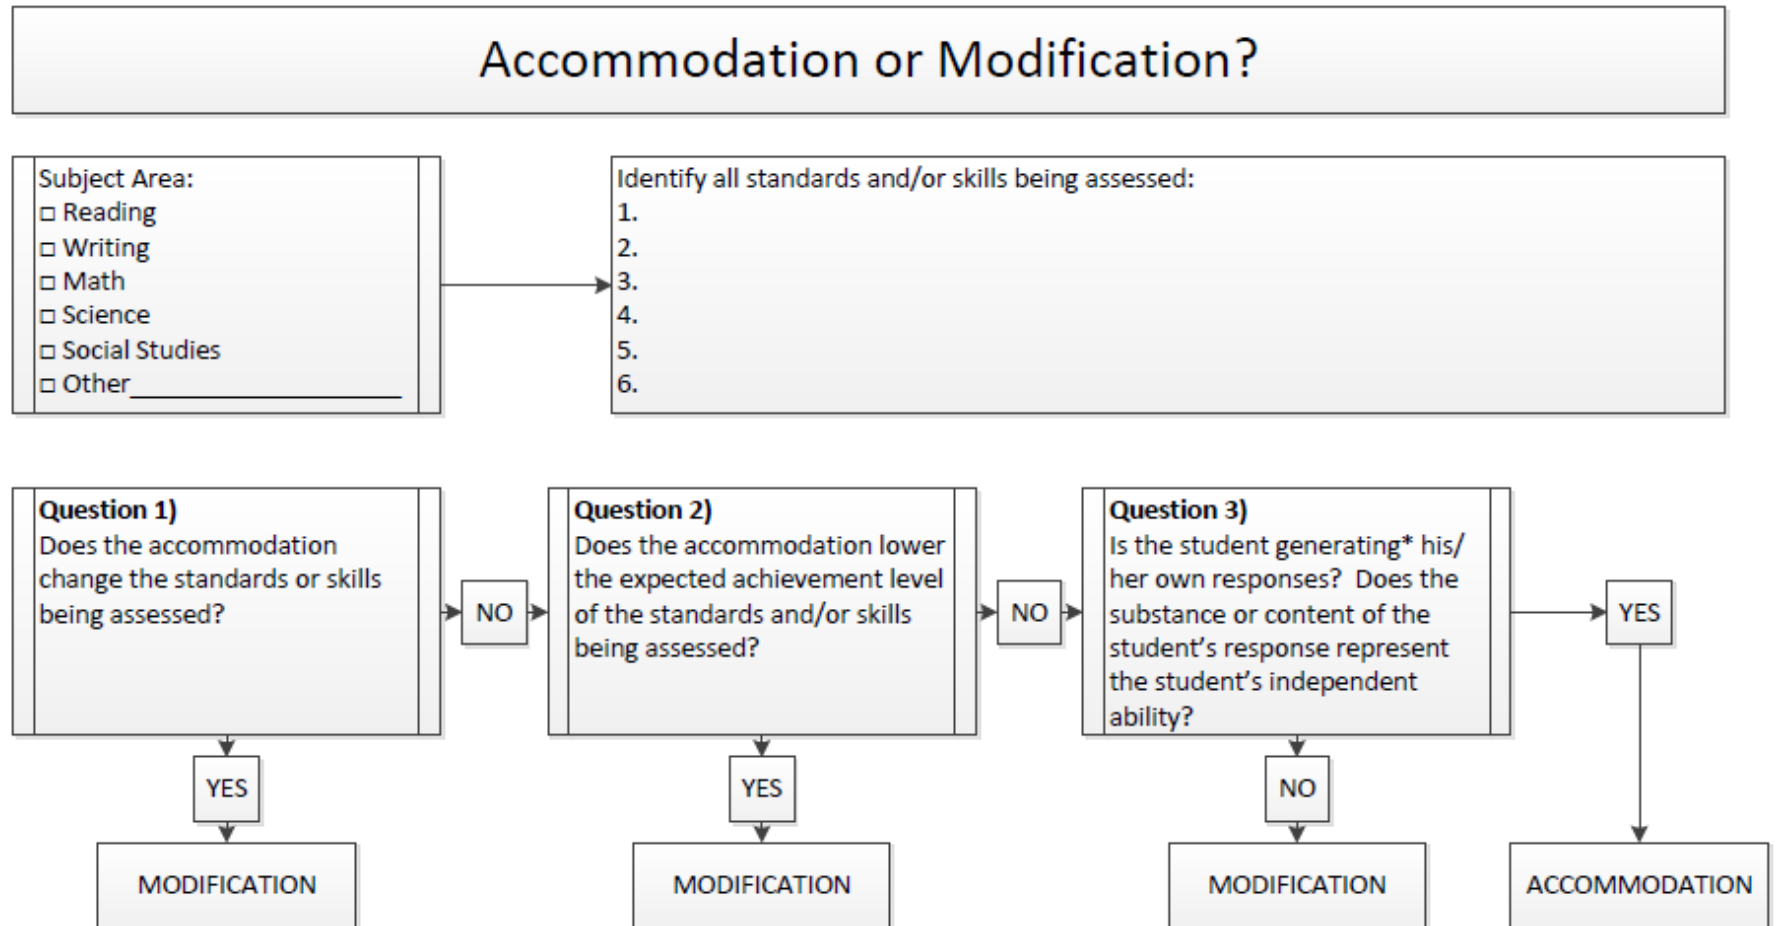 Accommodation or Modification?
Subject Area:
□ Reading
□ Writing
□ Math
□ Science
□ Social Studies
□ Other____________________
Identify all standards and/or skills being assessed:
1.
2.
3.
4.
5.
6.
Question 1)
Does the accommodation
change the standards or skills
being assessed?
NO
Question 2)
Does the accommodation lower
the expected achievement level
of the standards and/or skills
being assessed?
NO
Question 3)
Is the student generating* his/
her own responses?  Does the
substance or content of the
student’s response represent
the student’s independent
ability?
YES
YES
YES
NO
MODIFICATION
MODIFICATION
MODIFICATION
ACCOMMODATION